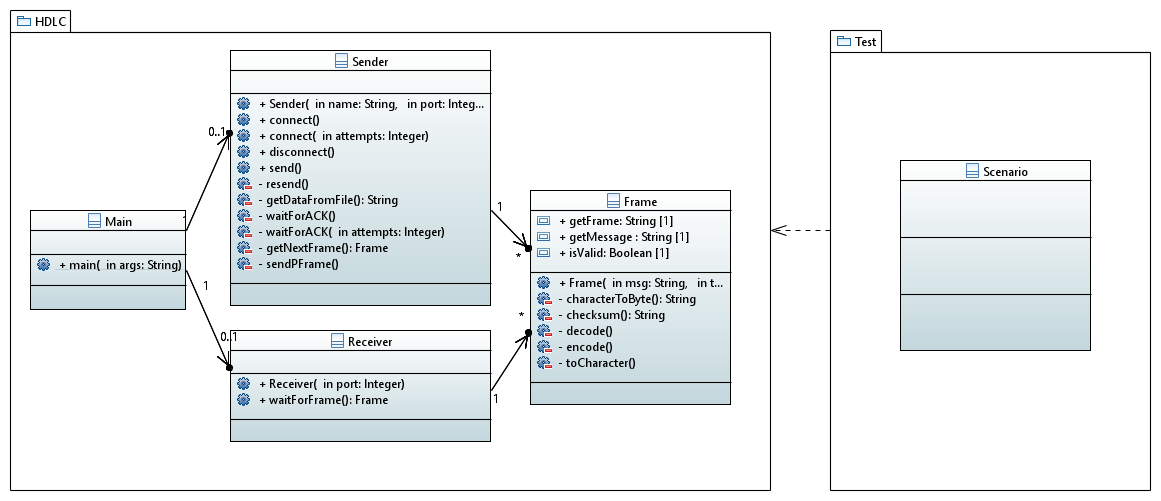 HDLC
Test
Sender
+ Sender( in name: String, in port: Integ...
+ connect()
+ connect( in attempts: Integer)
+ disconnect()
+ send()
- resend()
- getDataFromFile(): String
- waitForACK()
- waitForACK( in attempts: Integer)
- getNextFrame(): Frame
- sendPFrame()
0..1
1
Main
+ main( in args: String)
1
0..1
Receiver
+ Receiver( in port: Integer)
+ waitForFrame(): Frame
1
*
*
1
Frame
+ getFrame: String [1]
+ getMessage : String [1]
+ isValid: Boolean [1]
+ Frame( in msg: String, in t...
- characterToByte(): String
- checksum(): String
- decode()
- encode()
- toCharacter()
Scenario